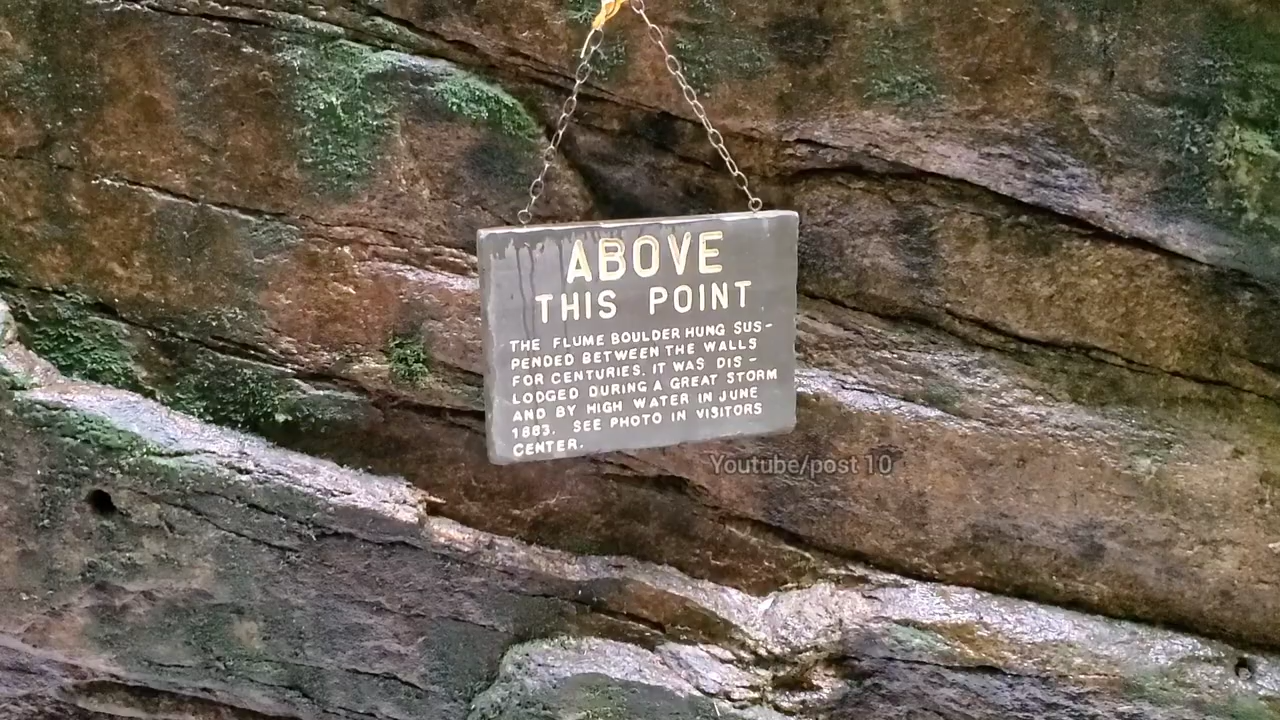 ABOVE
THIS POINT
THE FLUME BOULDER HUNG SUS-
PENDED BETWEEN THE WALLS
FOR CENTURIES. IT WAS DIS-
LODGED DURING A GREAT STORM
AND BY HIGH WATER IN JUNE
1883. SEE PHOTO IN VISITORS
CENTER.
Youtube/post 10